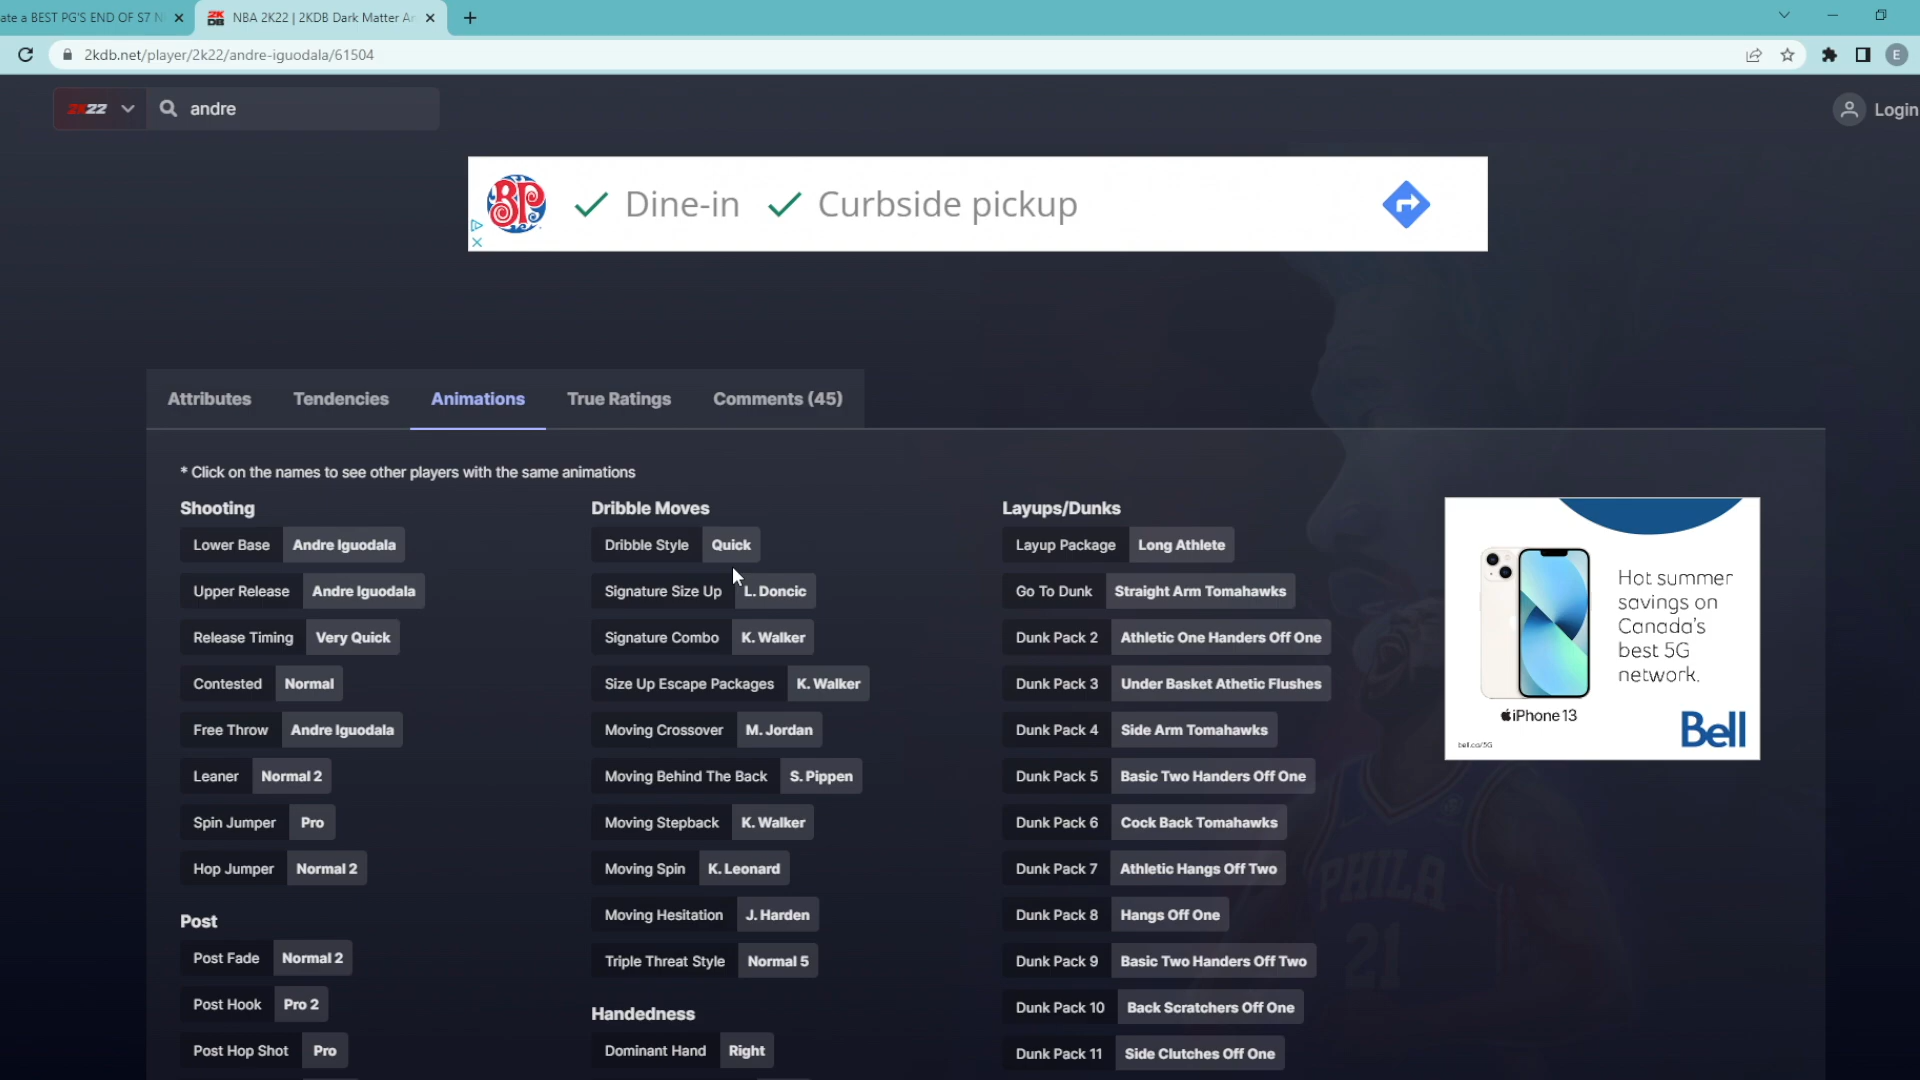 ate a BEST PG'S END OF S7 N
2K
DB
NBA 2K22 | 2KDB Dark Matter An
2kdb.net/player/2k22/andre-iguodala/61504
E
2K22
andre
Login
BP
Dine-in
Curbside pickup
Attributes
Tendencies
Animations
True Ratings
Comments (45)
* Click on the names to see other players with the same animations
Shooting
Lower Base Andre Iguodala
Upper Release Andre Iguodala
Release Timing Very Quick
Contested Normal
Free Throw Andre Iguodala
Leaner Normal 2
Spin Jumper Pro
Hop Jumper Normal 2
Post
Post Fade Normal 2
Post Hook Pro 2
Post Hop Shot Pro
Dribble Moves
Dribble Style Quick
Signature Size Up L. Doncic
Signature Combo K. Walker
Size Up Escape Packages K. Walker
Moving Crossover M. Jordan
Moving Behind The Back S. Pippen
Moving Stepback K. Walker
Moving Spin K. Leonard
Moving Hesitation J. Harden
Triple Threat Style Normal 5
Handedness
Dominant Hand Right
Layups/Dunks
Layup Package Long Athlete
Go To Dunk Straight Arm Tomahawks
Dunk Pack 2 Athletic One Handers Off One
Dunk Pack 3 Under Basket Athetic Flushes
Dunk Pack 4 Side Arm Tomahawks
Dunk Pack 5 Basic Two Handers Off One
Dunk Pack 6 Cock Back Tomahawks
Dunk Pack 7 Athletic Hangs Off Two
Dunk Pack 8 Hangs Off One
Dunk Pack 9 Basic Two Handers Off Two
Dunk Pack 10 Back Scratchers Off One
Dunk Pack 11 Side Clutches Off One
Hot summer
savings on
Canada's
best 5G
network.
iPhone 13
bell.ca/5G
Bell
PHILA
21